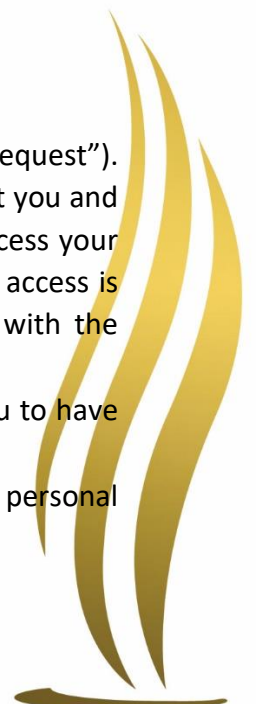 equest”).
t you and
cess your
access is
with the
u to have
personal